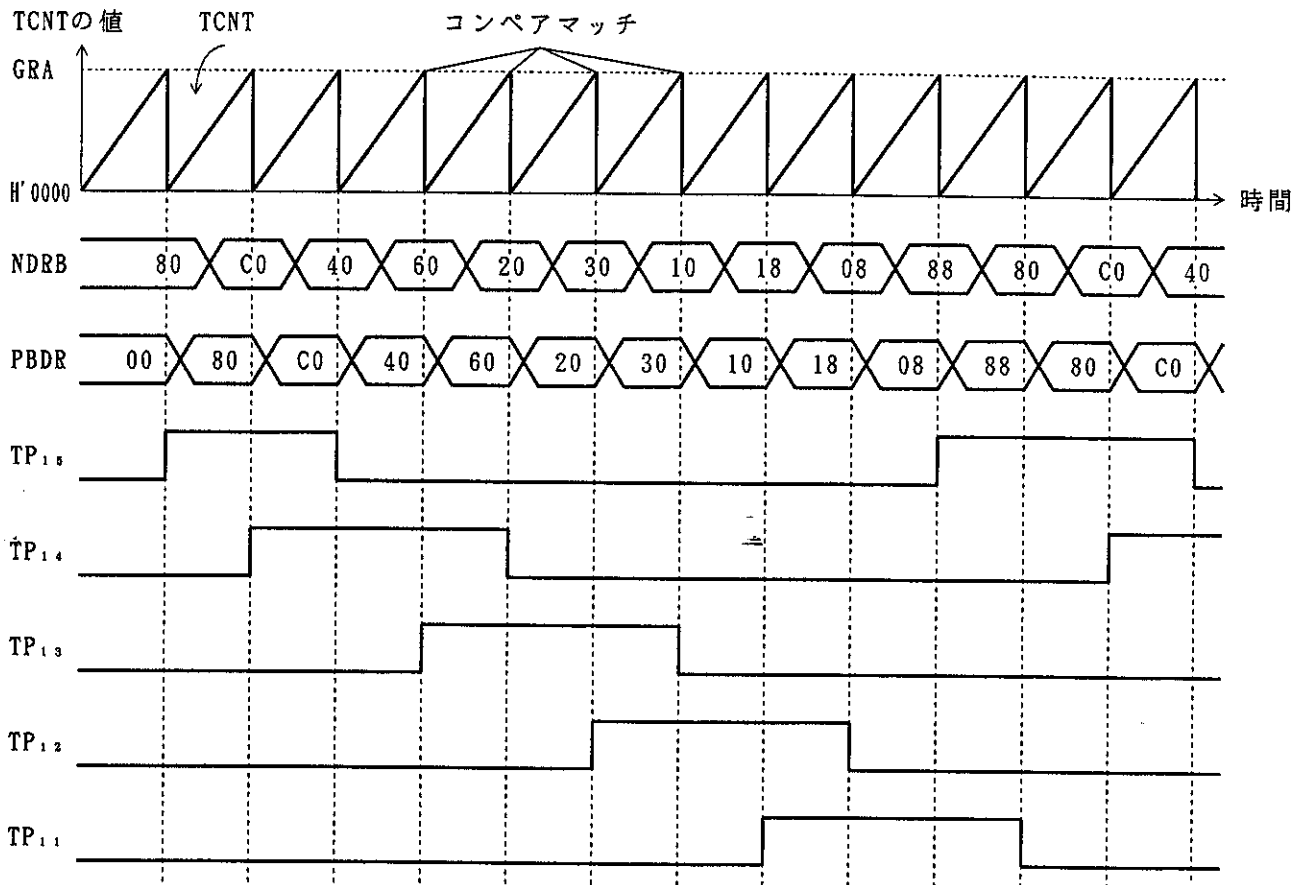 TCNTの値 TCNT コンペアマッチ
GRA
H'0000 時間
NDRB 80 C0 40 60 20 30 10 18 08 88 80 C0 40
PBDR 00 80 C0 40 60 20 30 10 18 08 88 80 C0
TP₁₅
TP₁₄
TP₁₃
TP₁₂
TP₁₁